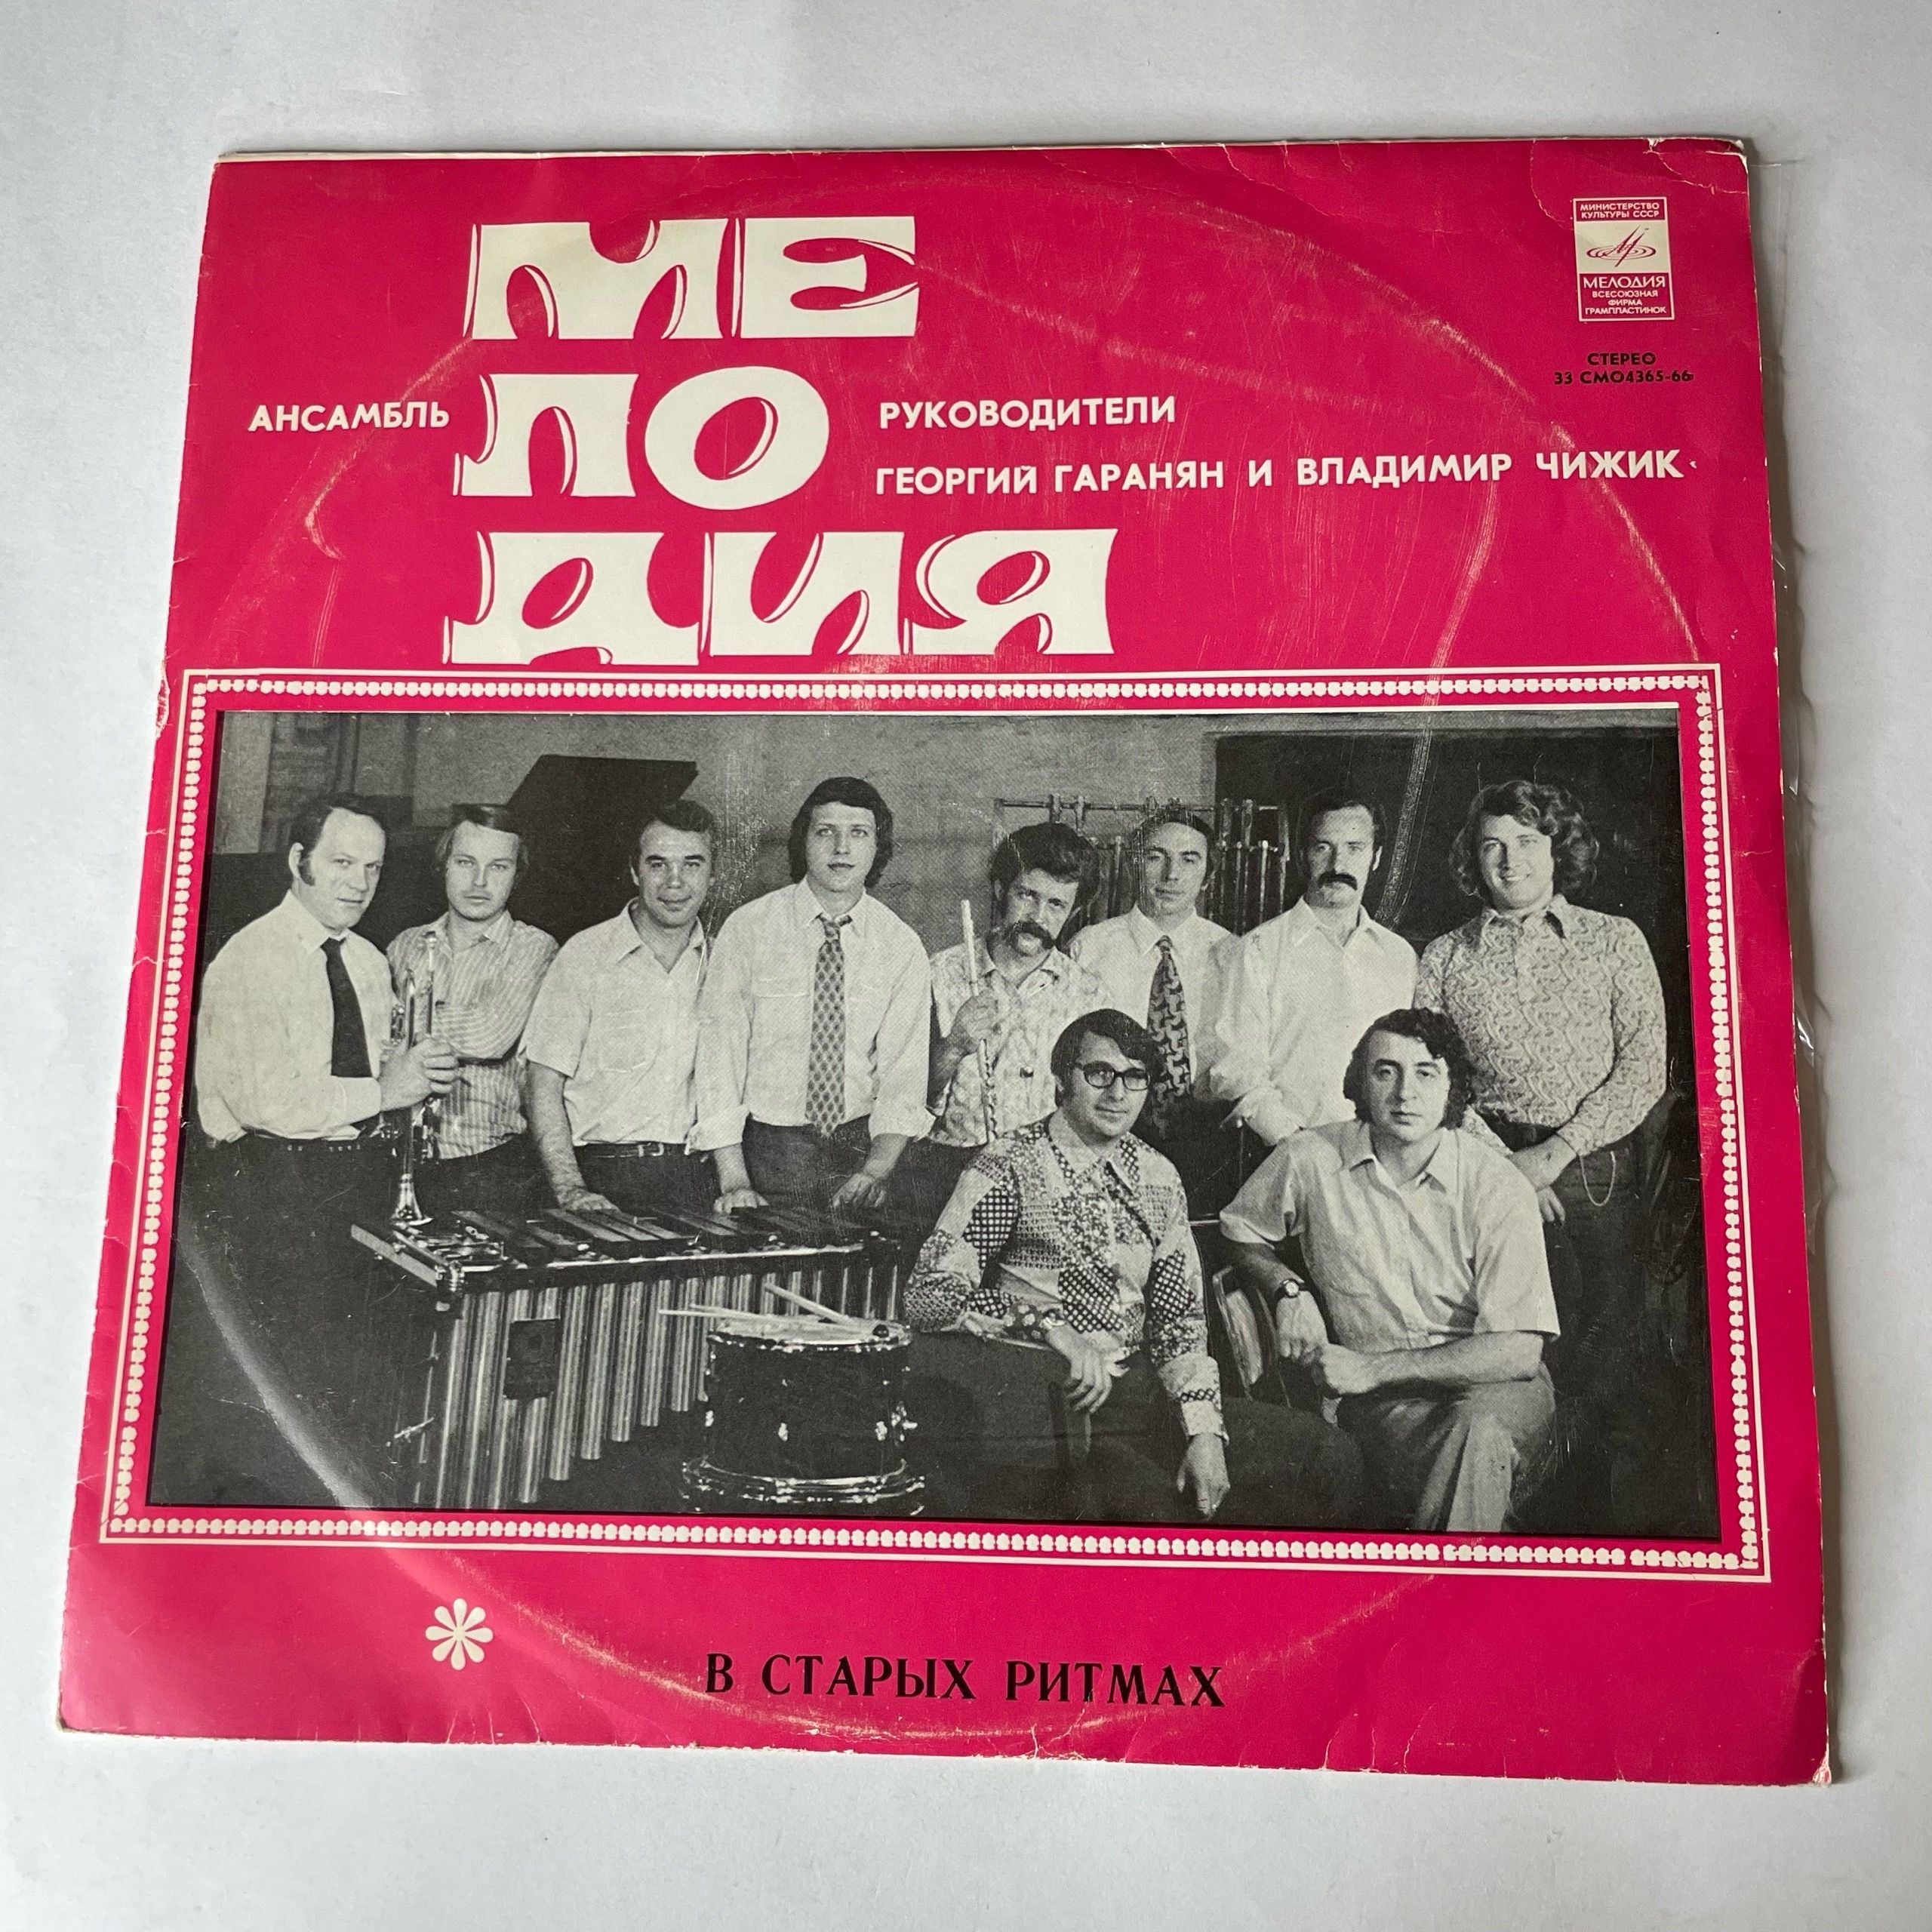 МЕ
ЛО
ДИЯ
АНСАМБЛЬ
РУКОВОДИТЕЛИ
ГЕОРГИЙ ГАРАНЯН И ВЛАДИМИР ЧИЖИК
МИНИСТЕРСТВО
КУЛЬТУРЫ СССР
МЕЛОДИЯ
ВСЕСОЮЗНАЯ
ФИРМА
ГРАМПЛАСТИНОК
СТЕРЕО
33 СМ04365-66
В СТАРЫХ РИТМАХ